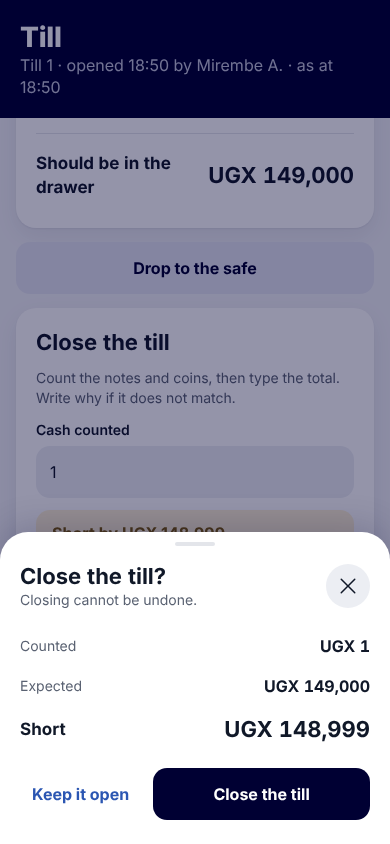 Till
Till 1 · opened 18:50 by Mirembe A. · as at
18:50
Should be in the
drawer
UGX 149,000
Drop to the safe
Close the till
Count the notes and coins, then type the total.
Write why if it does not match.
Cash counted
1
Close the till?
Closing cannot be undone.
Counted
UGX 1
Expected
UGX 149,000
Short
UGX 148,999
Keep it open
Close the till